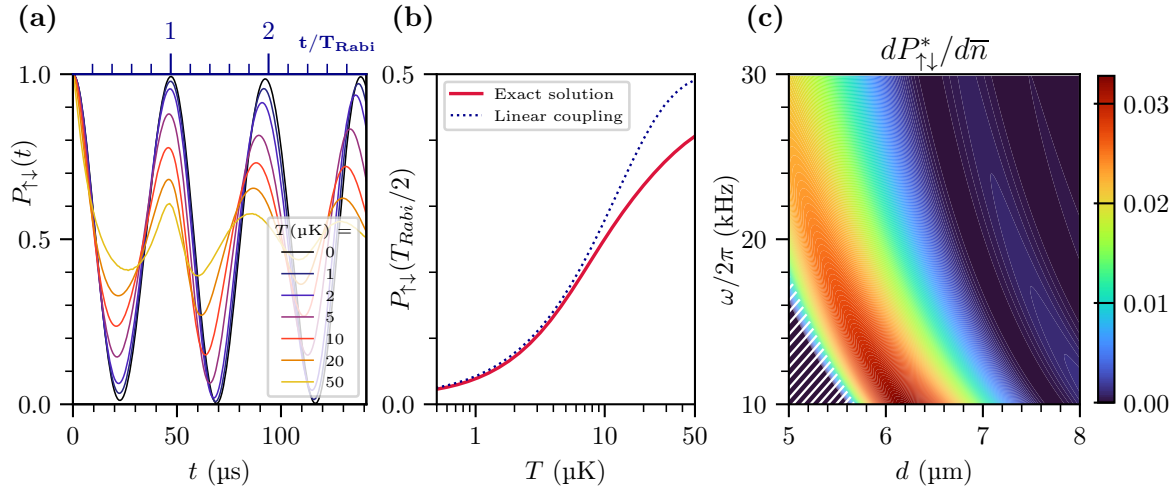 (a)
1
2
t/T_Rabi
1.0
0.5
0.0
P↑↓(t)
0
50
100
t (µs)
T(µK) =
0
1
2
5
10
20
50
(b)
0.5
0.0
P↑↓(T_Rabi/2)
Exact solution
Linear coupling
1
10
50
T (µK)
(c)
dP*↑↓/dn̅
30
20
10
ω/2π (kHz)
5
6
7
8
d (µm)
0.03
0.02
0.01
0.00